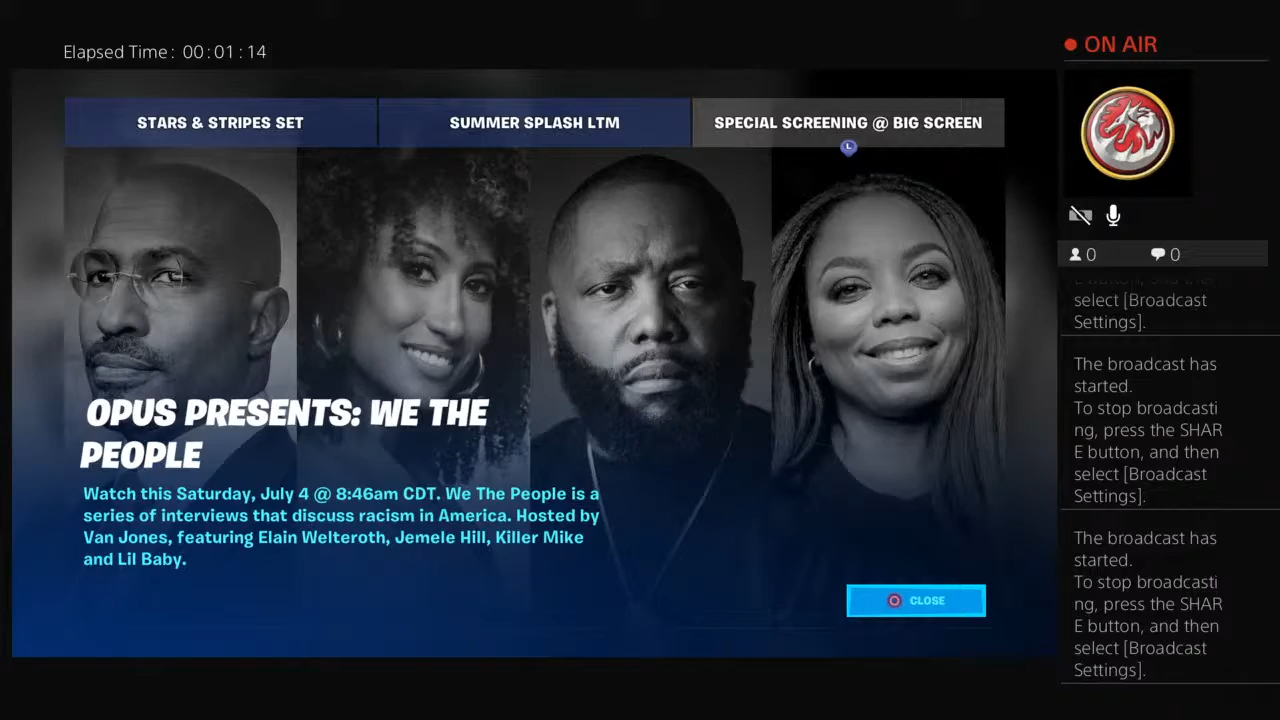 Elapsed Time: 00:01:14
ON AIR
STARS & STRIPES SET
SUMMER SPLASH LTM
SPECIAL SCREENING @ BIG SCREEN
L
OPUS PRESENTS: WE THE
PEOPLE
Watch this Saturday, July 4 @ 8:46am CDT. We The People is a
series of interviews that discuss racism in America. Hosted by
Van Jones, featuring Elain Welteroth, Jemele Hill, Killer Mike
and Lil Baby.
CLOSE
0
0
select [Broadcast
Settings].
The broadcast has
started.
To stop broadcasti
ng, press the SHAR
E button, and then
select [Broadcast
Settings].
The broadcast has
started.
To stop broadcasti
ng, press the SHAR
E button, and then
select [Broadcast
Settings].